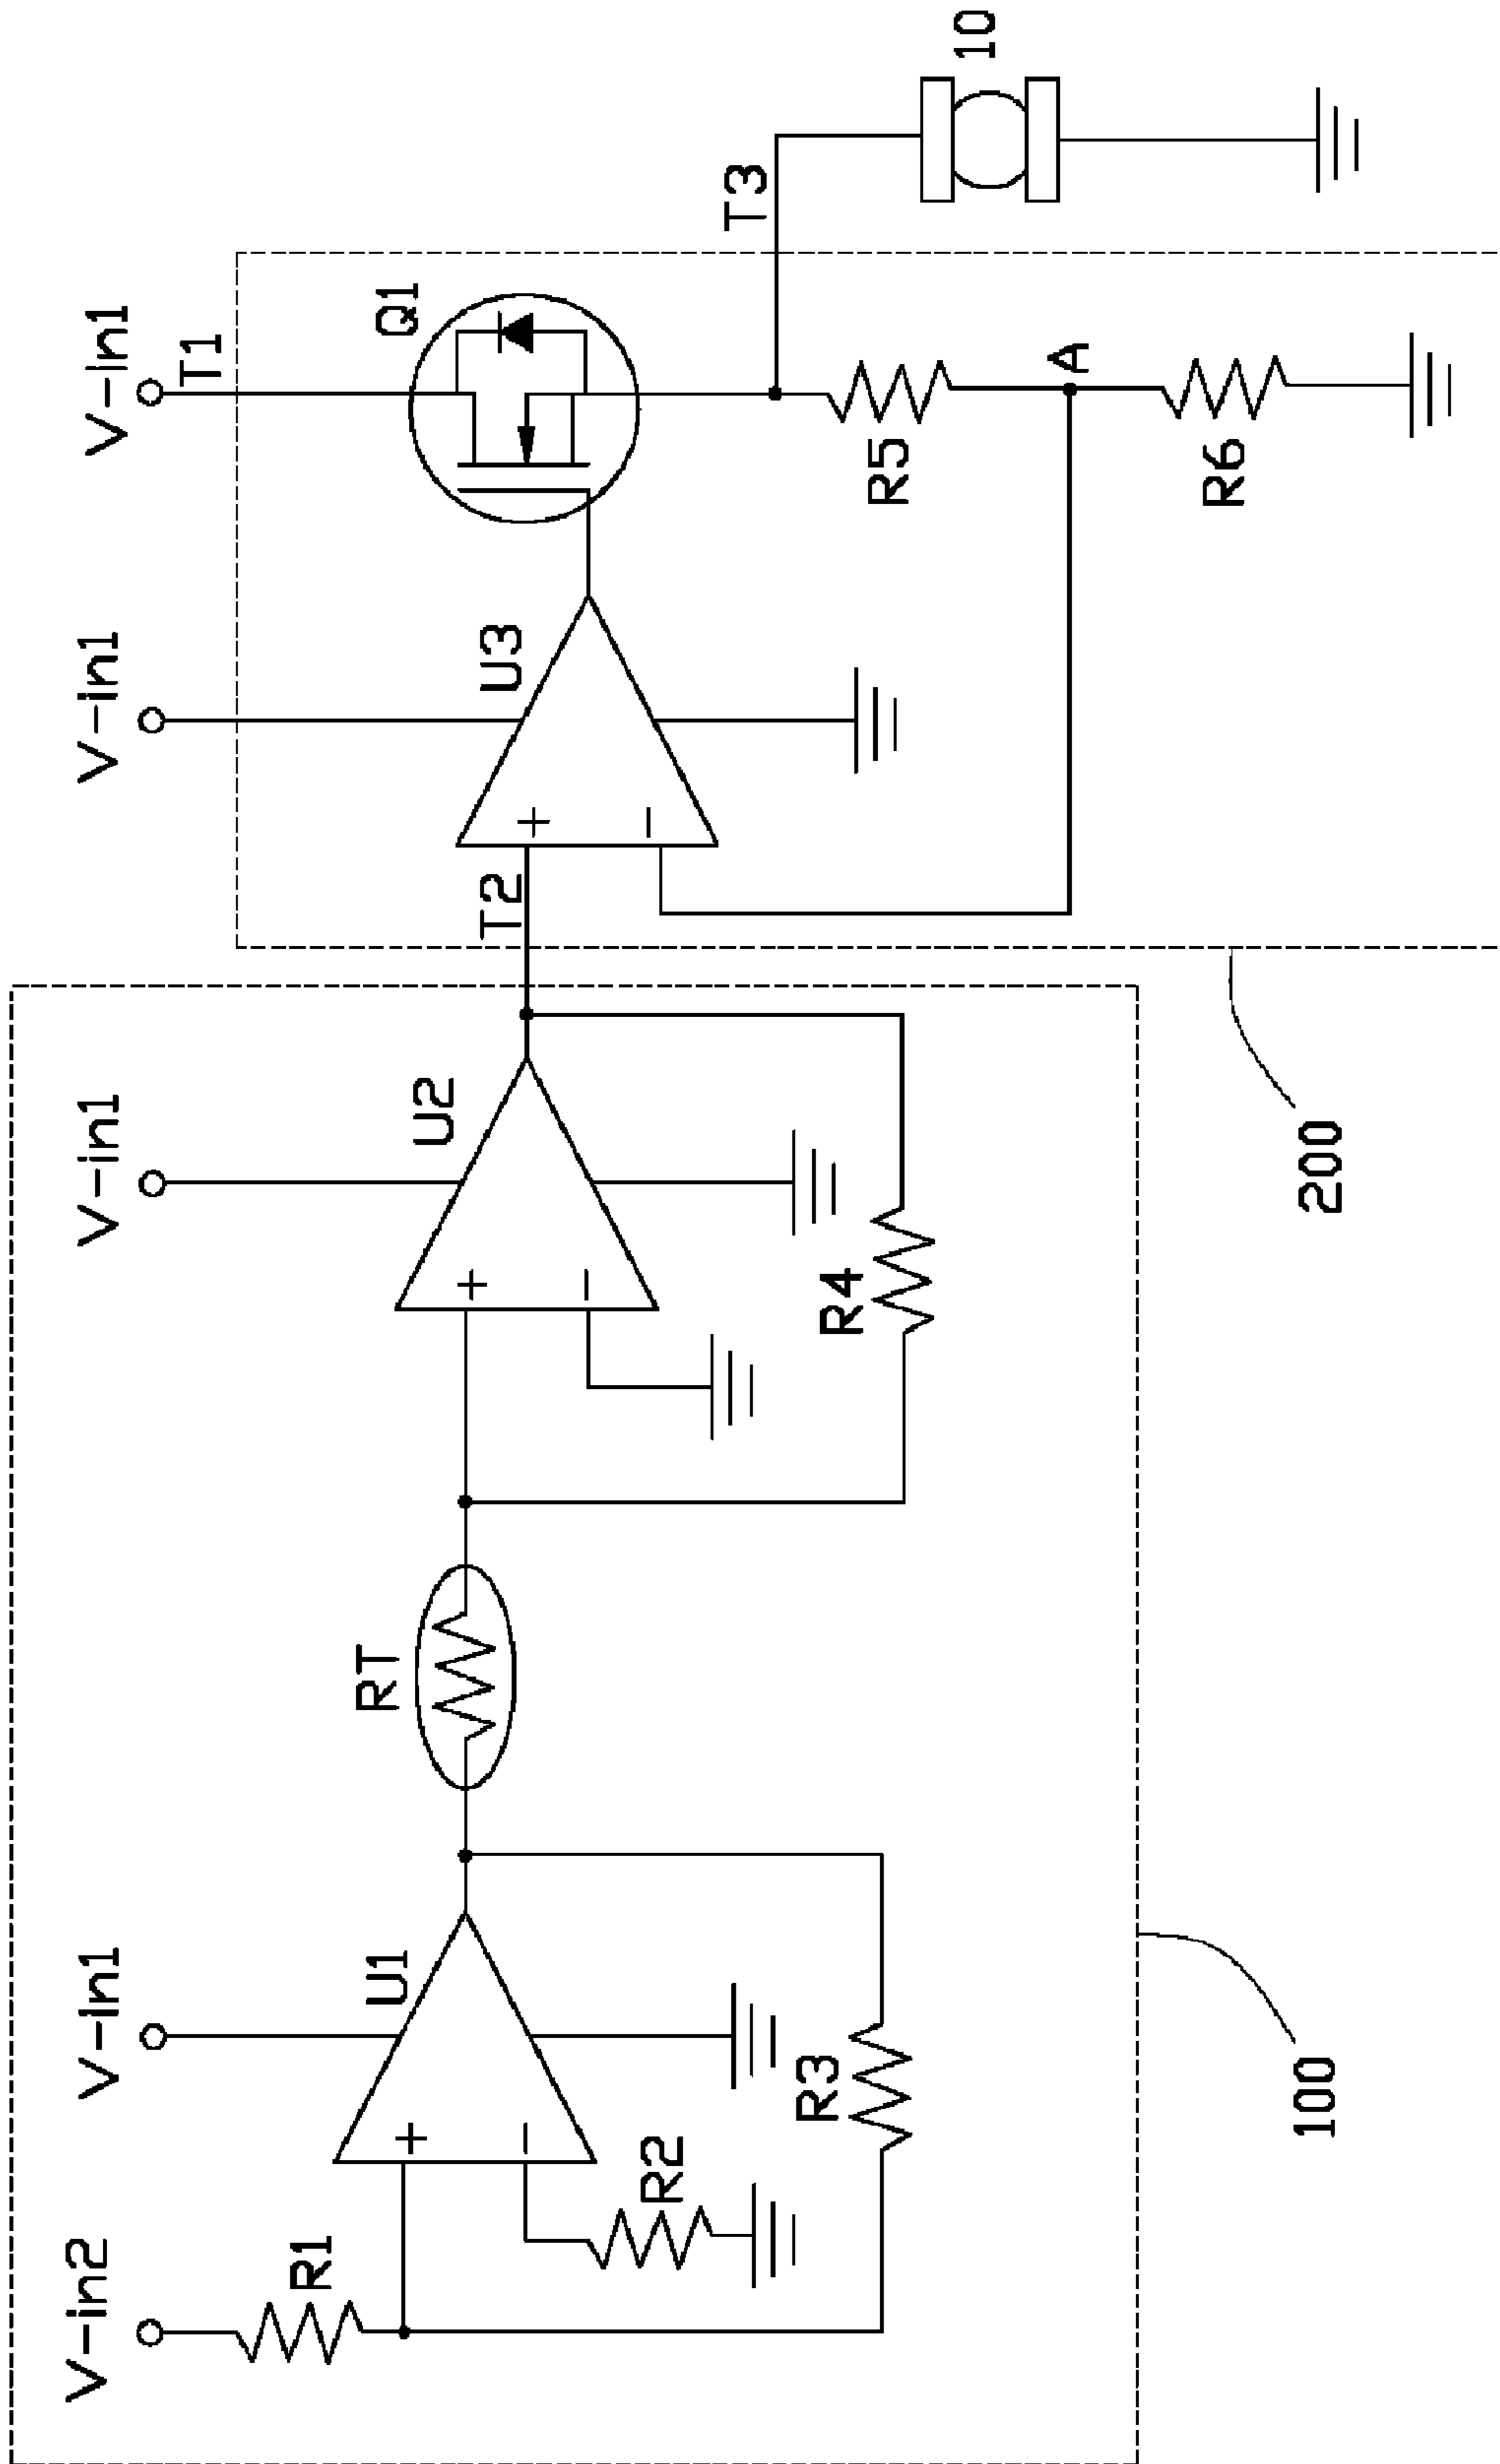 V-in2
R1
V-in1
U1
R2
R3
RT
V-in1
U2
R4
T2
V-in1
U3
V-in1
T1
Q1
T3
R5
A
R6
10
100
200